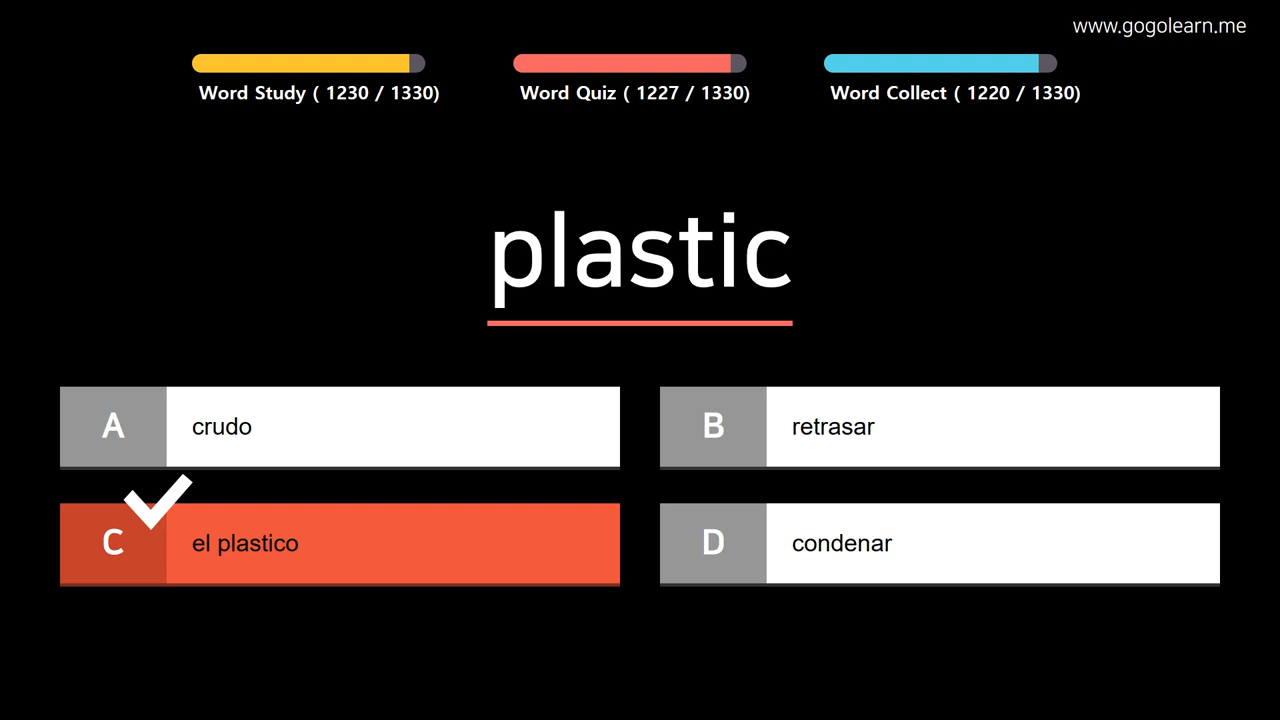 www.gogolearn.me
Word Study ( 1230 / 1330)
Word Quiz ( 1227 / 1330)
Word Collect ( 1220 / 1330)
plastic
A crudo
B retrasar
C el plastico
D condenar